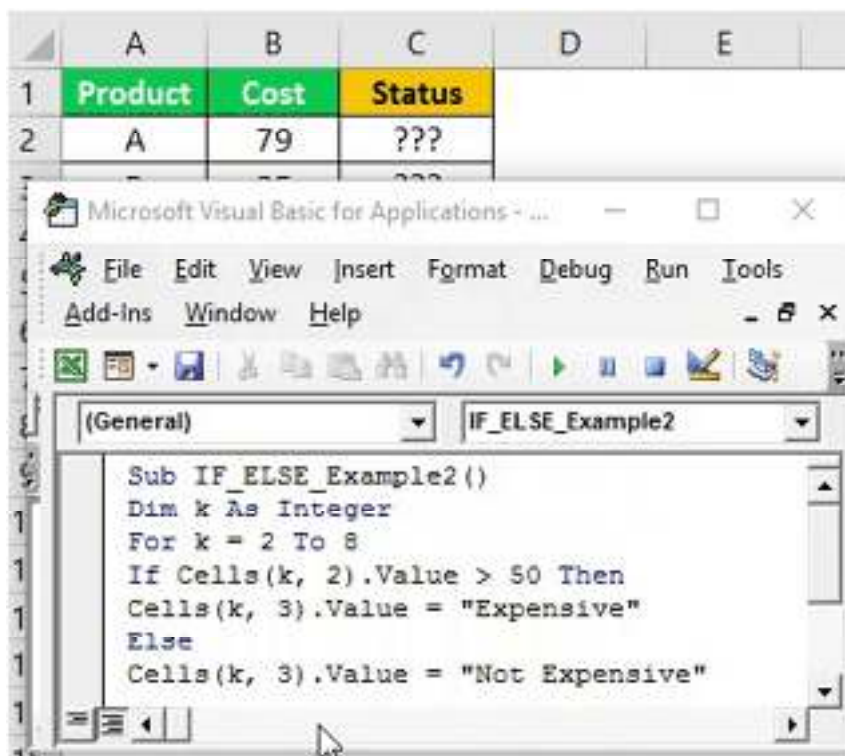 A B C D E
1 Product Cost Status
2 A 79 ???
Microsoft Visual Basic for Applications - ...
File Edit View Insert Format Debug Run Tools
Add-Ins Window Help
(General) IF_ELSE_Example2
Sub IF_ELSE_Example2()
Dim k As Integer
For k = 2 To 8
If Cells(k, 2).Value > 50 Then
Cells(k, 3).Value = "Expensive"
Else
Cells(k, 3).Value = "Not Expensive"